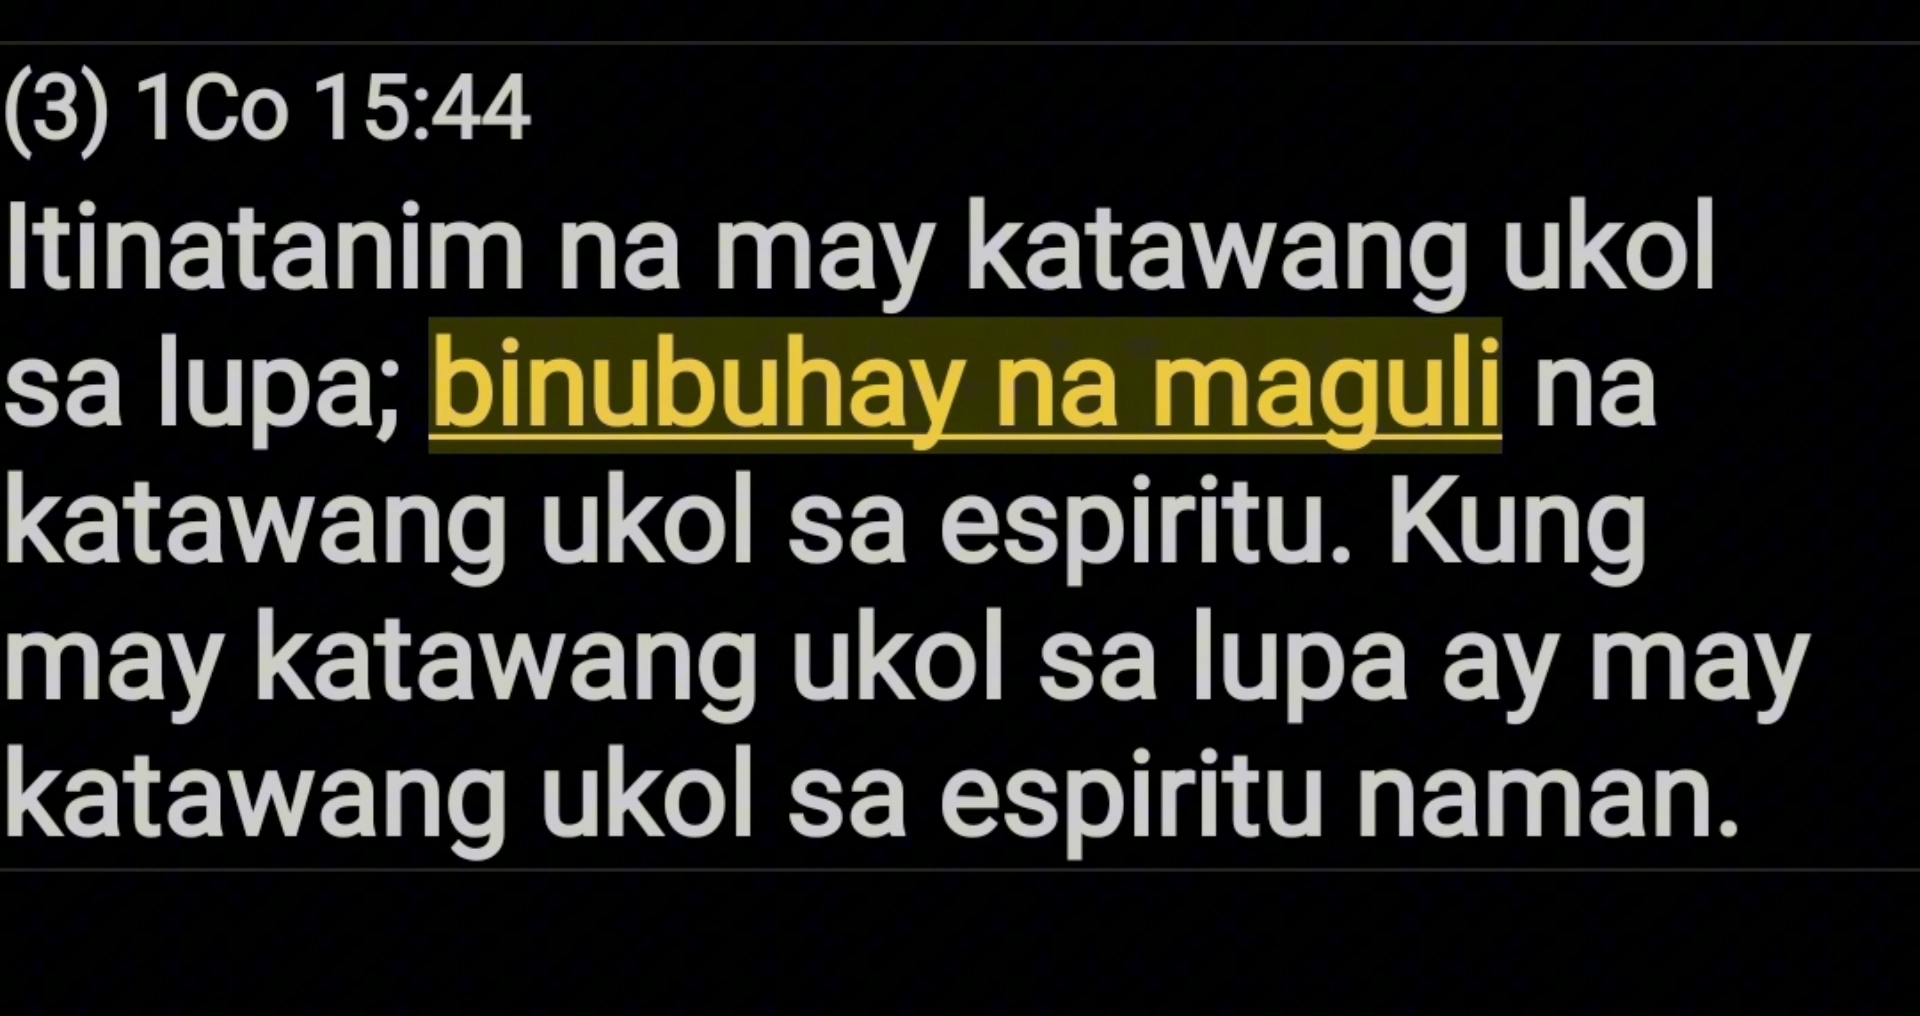 (3) 1Co 15:44
Itinatanim na may katawang ukol
sa lupa; binubuhay na maguli na
katawang ukol sa espiritu. Kung
may katawang ukol sa lupa ay may
katawang ukol sa espiritu naman.